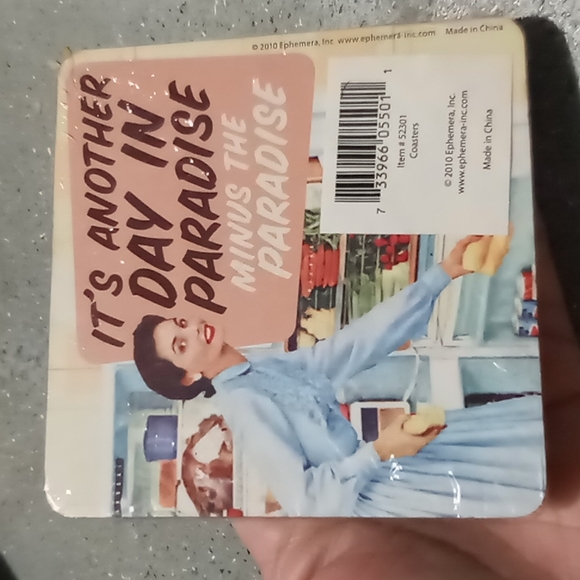 © 2010 Ephemera, Inc. www.ephemera-inc.com Made in China
IT'S ANOTHER
DAY IN
PARADISE
MINUS THE
PARADISE
7 33966 05501 1
Item # 52301
Coasters
© 2010 Ephemera, Inc.
www.ephemera-inc.com
Made in China